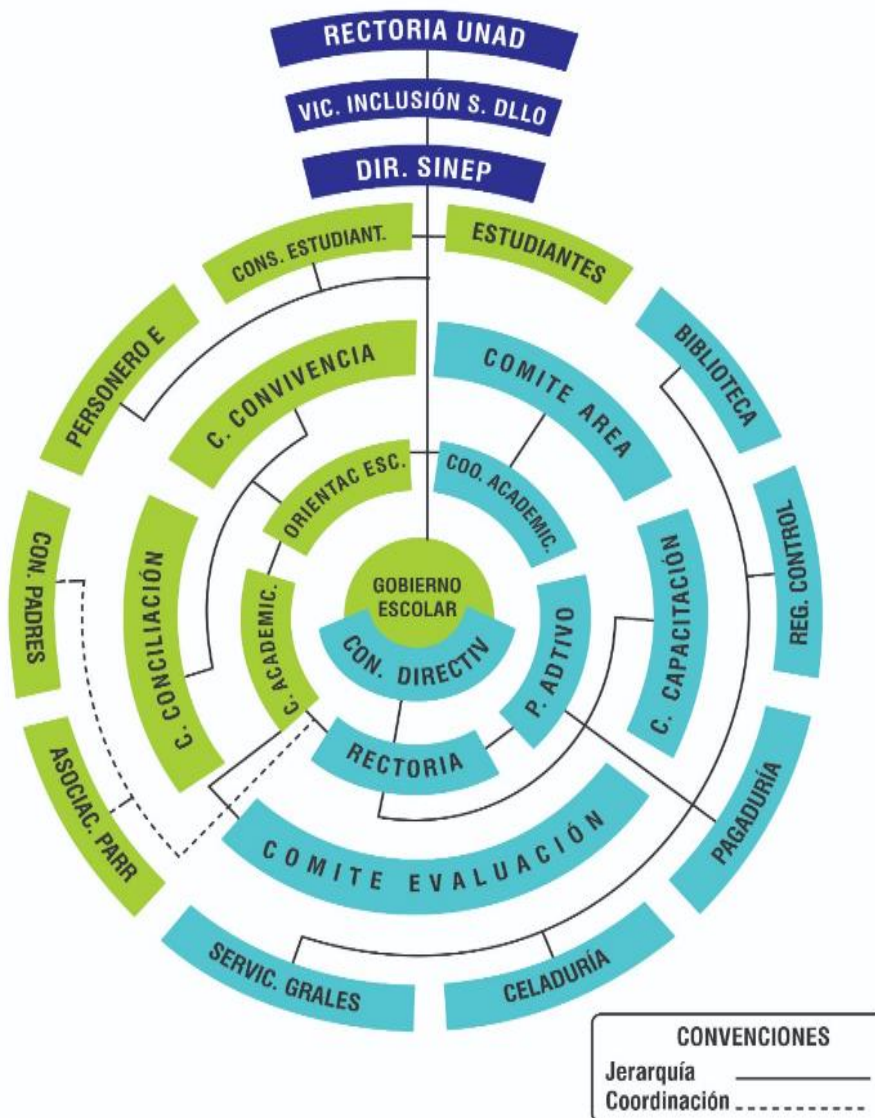 RECTORIA UNAD
VIC. INCLUSIÓN S. DLLO
DIR. SINEP
CONS. ESTUDIANT.
ESTUDIANTES
PERSONERO E
BIBLIOTECA
C. CONVIVENCIA
COMITE AREA
ORIENTAC ESC.
COO. ACADEMIC.
CON. PADRES
REG. CONTROL
C. CONCILIACIÓN
C. CAPACITACIÓN
C. ACADEMIC.
GOBIERNO
ESCOLAR
CON. DIRECTIV
P. ADTIVO
RECTORIA
ASOCIAC. PARR
PAGADURÍA
COMITE EVALUACIÓN
SERVIC. GRALES
CELADURÍA
CONVENCIONES
Jerarquía
Coordinación